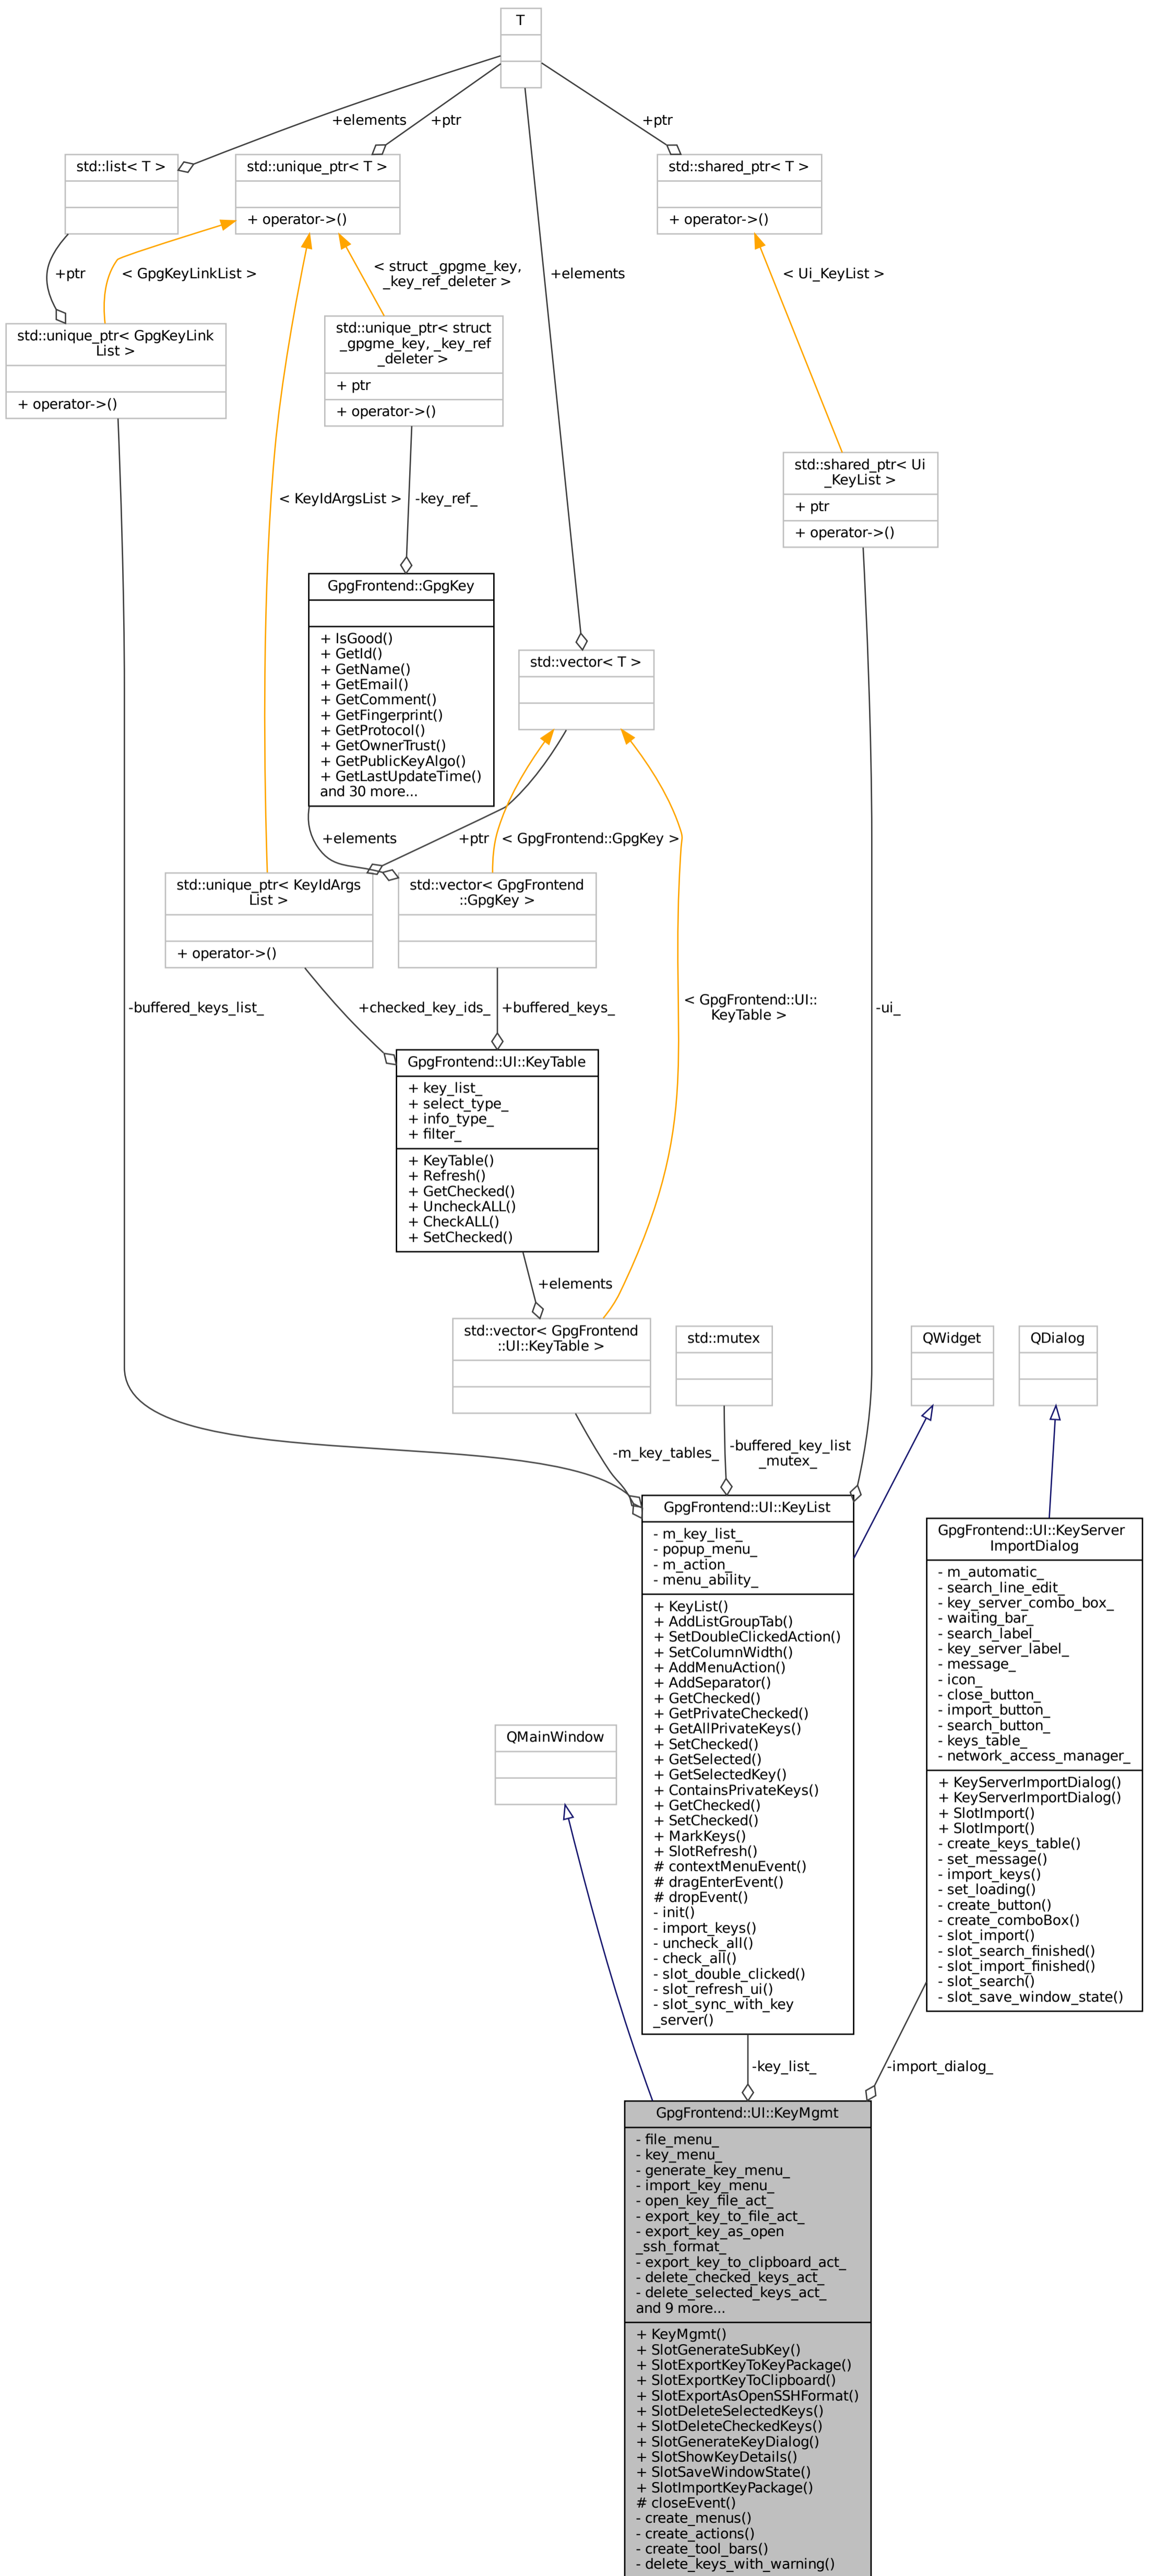 T
+elements
+ptr
+ptr
std::list< T >
std::unique_ptr< T >
+ operator->()
std::shared_ptr< T >
+ operator->()
+ptr
< GpgKeyLinkList >
< struct _gpgme_key,
_key_ref_deleter >
+elements
< Ui_KeyList >
std::unique_ptr< GpgKeyLink
List >
+ operator->()
std::unique_ptr< struct
_gpgme_key, _key_ref
_deleter >
+ ptr
+ operator->()
std::shared_ptr< Ui
_KeyList >
+ ptr
+ operator->()
< KeyIdArgsList >
-key_ref_
GpgFrontend::GpgKey
+ IsGood()
+ GetId()
+ GetName()
+ GetEmail()
+ GetComment()
+ GetFingerprint()
+ GetProtocol()
+ GetOwnerTrust()
+ GetPublicKeyAlgo()
+ GetLastUpdateTime()
and 30 more...
std::vector< T >
+elements
+ptr
< GpgFrontend::GpgKey >
std::unique_ptr< KeyIdArgs
List >
+ operator->()
std::vector< GpgFrontend
::GpgKey >
-buffered_keys_list_
+checked_key_ids_
+buffered_keys_
< GpgFrontend::UI::
KeyTable >
-ui_
GpgFrontend::UI::KeyTable
+ key_list_
+ select_type_
+ info_type_
+ filter_
+ KeyTable()
+ Refresh()
+ GetChecked()
+ UncheckALL()
+ CheckALL()
+ SetChecked()
+elements
std::vector< GpgFrontend
::UI::KeyTable >
std::mutex
QWidget
QDialog
-m_key_tables_
-buffered_key_list
_mutex_
GpgFrontend::UI::KeyList
- m_key_list_
- popup_menu_
- m_action_
- menu_ability_
+ KeyList()
+ AddListGroupTab()
+ SetDoubleClickedAction()
+ SetColumnWidth()
+ AddMenuAction()
+ AddSeparator()
+ GetChecked()
+ GetPrivateChecked()
+ GetAllPrivateKeys()
+ SetChecked()
+ GetSelected()
+ GetSelectedKey()
+ ContainsPrivateKeys()
+ GetChecked()
+ SetChecked()
+ MarkKeys()
+ SlotRefresh()
# contextMenuEvent()
# dragEnterEvent()
# dropEvent()
- init()
- import_keys()
- uncheck_all()
- check_all()
- slot_double_clicked()
- slot_refresh_ui()
- slot_sync_with_key
_server()
GpgFrontend::UI::KeyServer
ImportDialog
- m_automatic_
- search_line_edit_
- key_server_combo_box_
- waiting_bar_
- search_label_
- key_server_label_
- message_
- icon_
- close_button_
- import_button_
- search_button_
- keys_table_
- network_access_manager_
+ KeyServerImportDialog()
+ KeyServerImportDialog()
+ SlotImport()
+ SlotImport()
- create_keys_table()
- set_message()
- import_keys()
- set_loading()
- create_button()
- create_comboBox()
- slot_import()
- slot_search_finished()
- slot_import_finished()
- slot_search()
- slot_save_window_state()
QMainWindow
-key_list_
-import_dialog_
GpgFrontend::UI::KeyMgmt
- file_menu_
- key_menu_
- generate_key_menu_
- import_key_menu_
- open_key_file_act_
- export_key_to_file_act_
- export_key_as_open
_ssh_format_
- export_key_to_clipboard_act_
- delete_checked_keys_act_
- delete_selected_keys_act_
and 9 more...
+ KeyMgmt()
+ SlotGenerateSubKey()
+ SlotExportKeyToKeyPackage()
+ SlotExportKeyToClipboard()
+ SlotExportAsOpenSSHFormat()
+ SlotDeleteSelectedKeys()
+ SlotDeleteCheckedKeys()
+ SlotGenerateKeyDialog()
+ SlotShowKeyDetails()
+ SlotSaveWindowState()
+ SlotImportKeyPackage()
# closeEvent()
- create_menus()
- create_actions()
- create_tool_bars()
- delete_keys_with_warning()